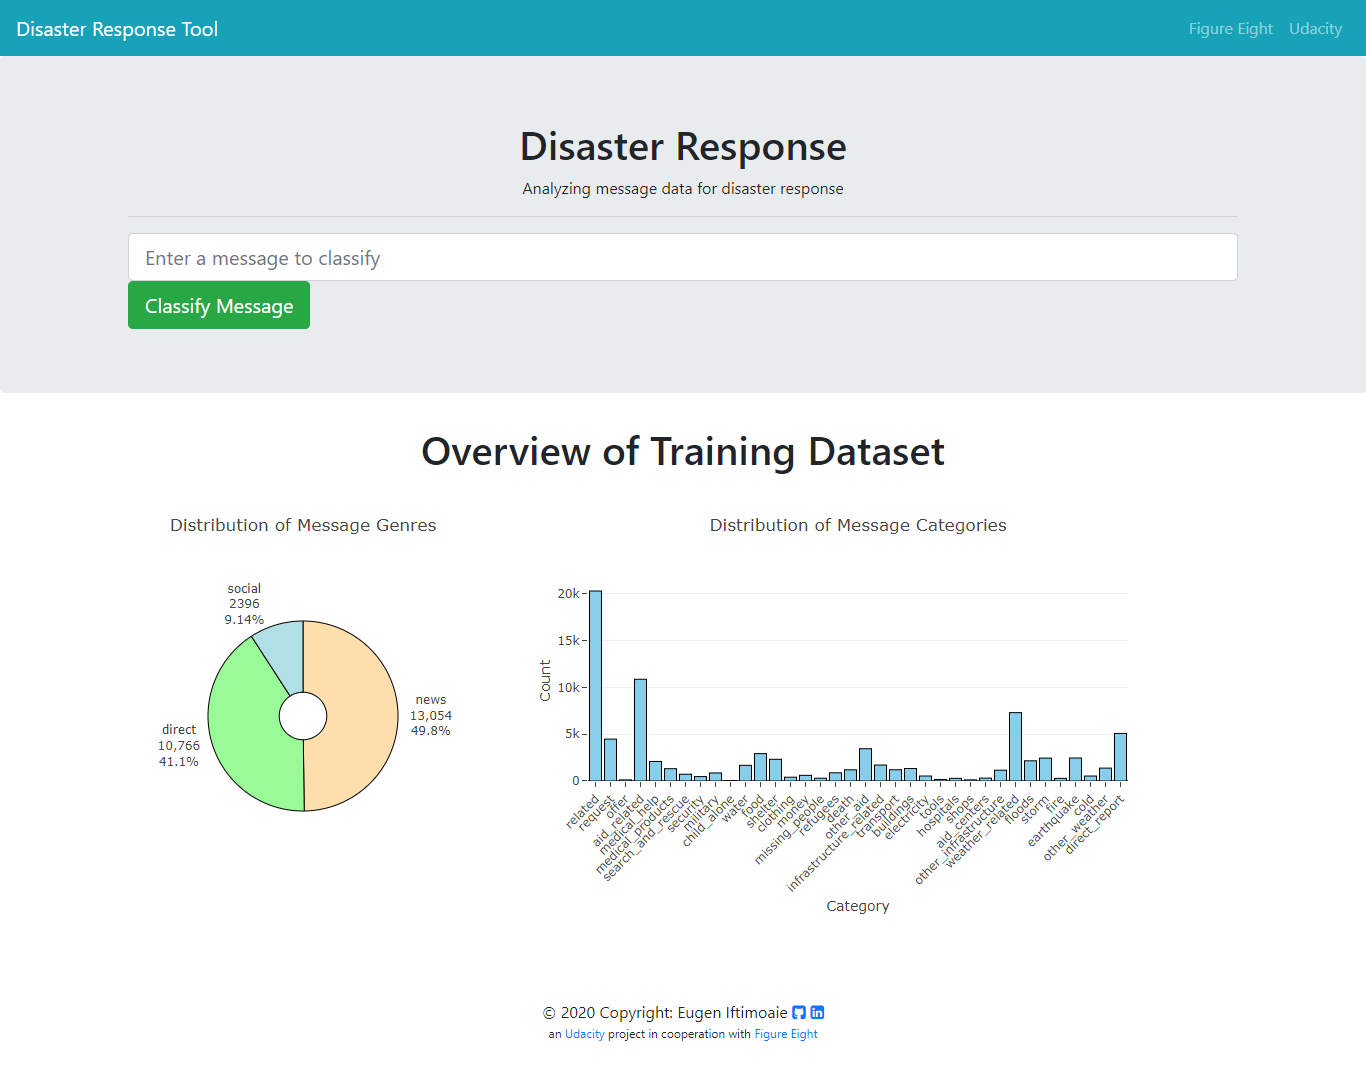 Disaster Response Tool
Figure Eight Udacity
Disaster Response
Analyzing message data for disaster response
Enter a message to classify
Classify Message
Overview of Training Dataset
Distribution of Message Genres
social
2396
9.14%
news
13,054
49.8%
direct
10,766
41.1%
Distribution of Message Categories
20k
15k
10k
5k
0
Count
related
request
offer
aid_related
medical_help
medical_products
search_and_rescue
security
military
child_alone
water
food
shelter
clothing
money
missing_people
refugees
death
other_aid
infrastructure_related
transport
buildings
electricity
tools
hospitals
shops
aid_centers
other_infrastructure
weather_related
floods
storm
fire
earthquake
cold
other_weather
direct_report
Category
© 2020 Copyright: Eugen Iftimoaie
an Udacity project in cooperation with Figure Eight